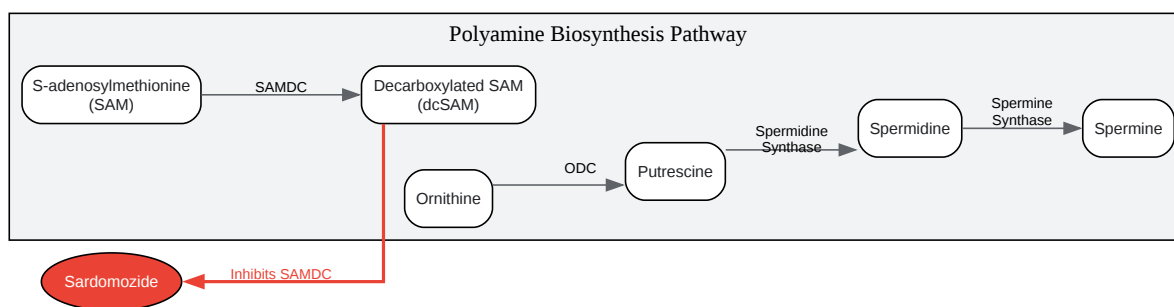 Polyamine Biosynthesis Pathway
S-adenosylmethionine
(SAM)
SAMDC
Decarboxylated SAM
(dcSAM)
Ornithine
ODC
Putrescine
Spermidine
Synthase
Spermidine
Spermine
Synthase
Spermine
Sardomozide
Inhibits SAMDC